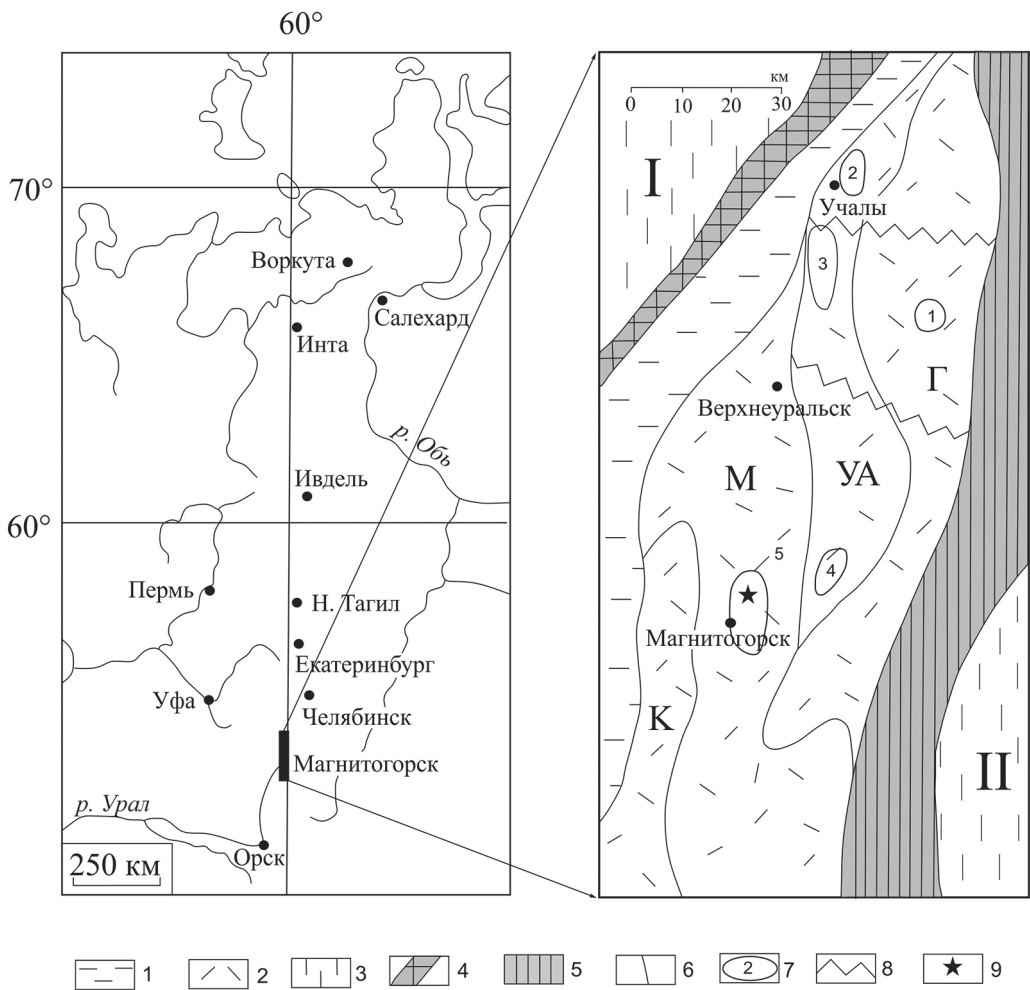 60°
70°
Воркута
Салехард
Инта
р. Обь
Ивдель
60°
Пермь
Н. Тагил
Екатеринбург
Уфа
Челябинск
Магнитогорск
р. Урал
Орск
250 км
км
0 10 20 30
I
2
Учалы
3
1
Г
Верхнеуральск
М
УА
5
4
Магнитогорск
К
II
1
2
3
4
5
6
2 7
8
9